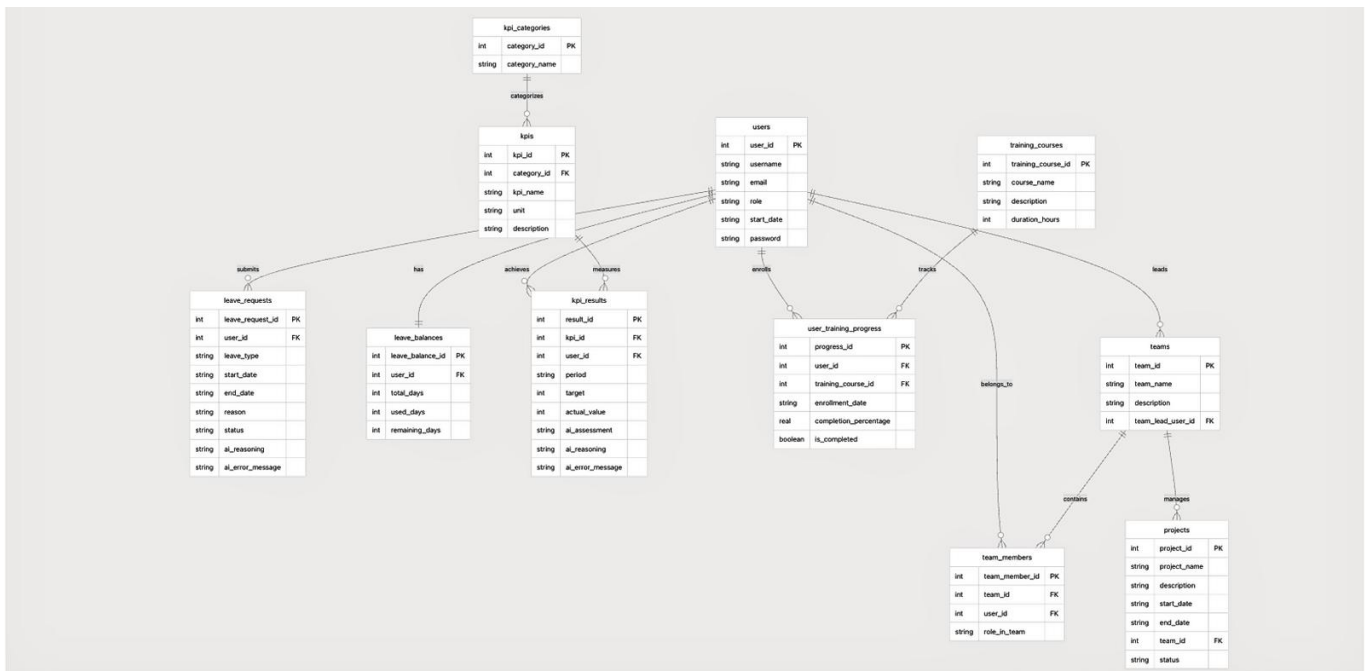 kpi_categories
int category_id PK
string category_name
categorizes
kpis
int kpi_id PK
int category_id FK
string kpi_name
string unit
string description
users
int user_id PK
string username
string email
string role
string start_date
string password
training_courses
int training_course_id PK
string course_name
string description
int duration_hours
submits
has
achieves
measures
enrolls
tracks
leads
leave_requests
int leave_request_id PK
int user_id FK
string leave_type
string start_date
string end_date
string reason
string status
string ai_reasoning
string ai_error_message
leave_balances
int leave_balance_id PK
int user_id FK
int total_days
int used_days
int remaining_days
kpi_results
int result_id PK
int kpi_id FK
int user_id FK
string period
int target
int actual_value
string ai_assessment
string ai_reasoning
string ai_error_message
user_training_progress
int progress_id PK
int user_id FK
int training_course_id FK
string enrollment_date
real completion_percentage
boolean is_completed
belongs_to
teams
int team_id PK
string team_name
string description
int team_lead_user_id FK
contains
manages
team_members
int team_member_id PK
int team_id FK
int user_id FK
string role_in_team
projects
int project_id PK
string project_name
string description
string start_date
string end_date
int team_id FK
string status